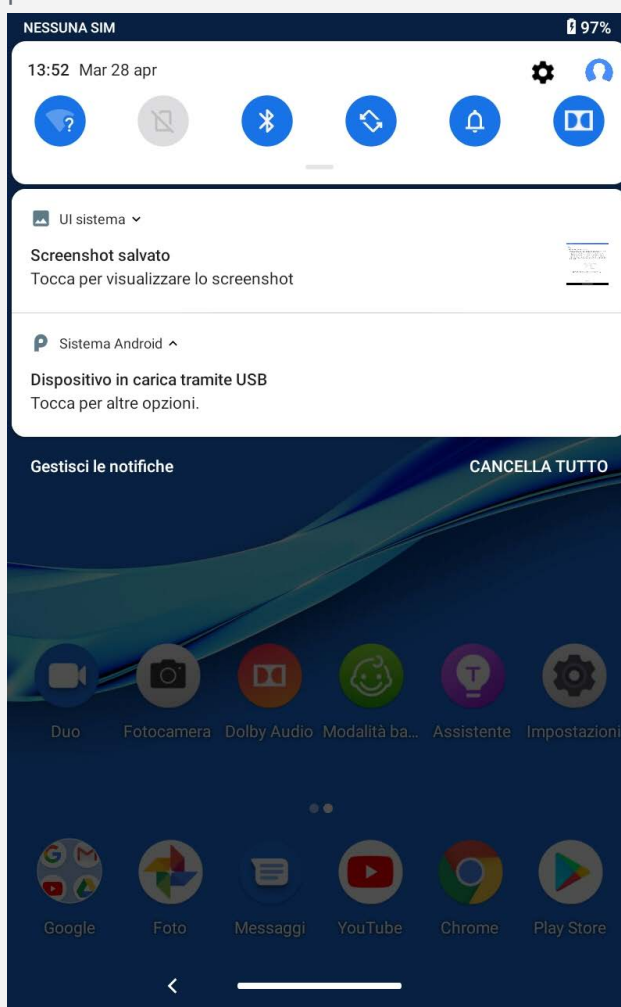 NESSUNA SIM 97%
13:52 Mar 28 apr
UI sistema
Screenshot salvato
Tocca per visualizzare lo screenshot
Sistema Android
Dispositivo in carica tramite USB
Tocca per altre opzioni.
Gestisci le notifiche CANCELLA TUTTO
Duo Fotocamera Dolby Audio Modalità ba... Assistente Impostazioni
Google Foto Messaggi YouTube Chrome Play Store